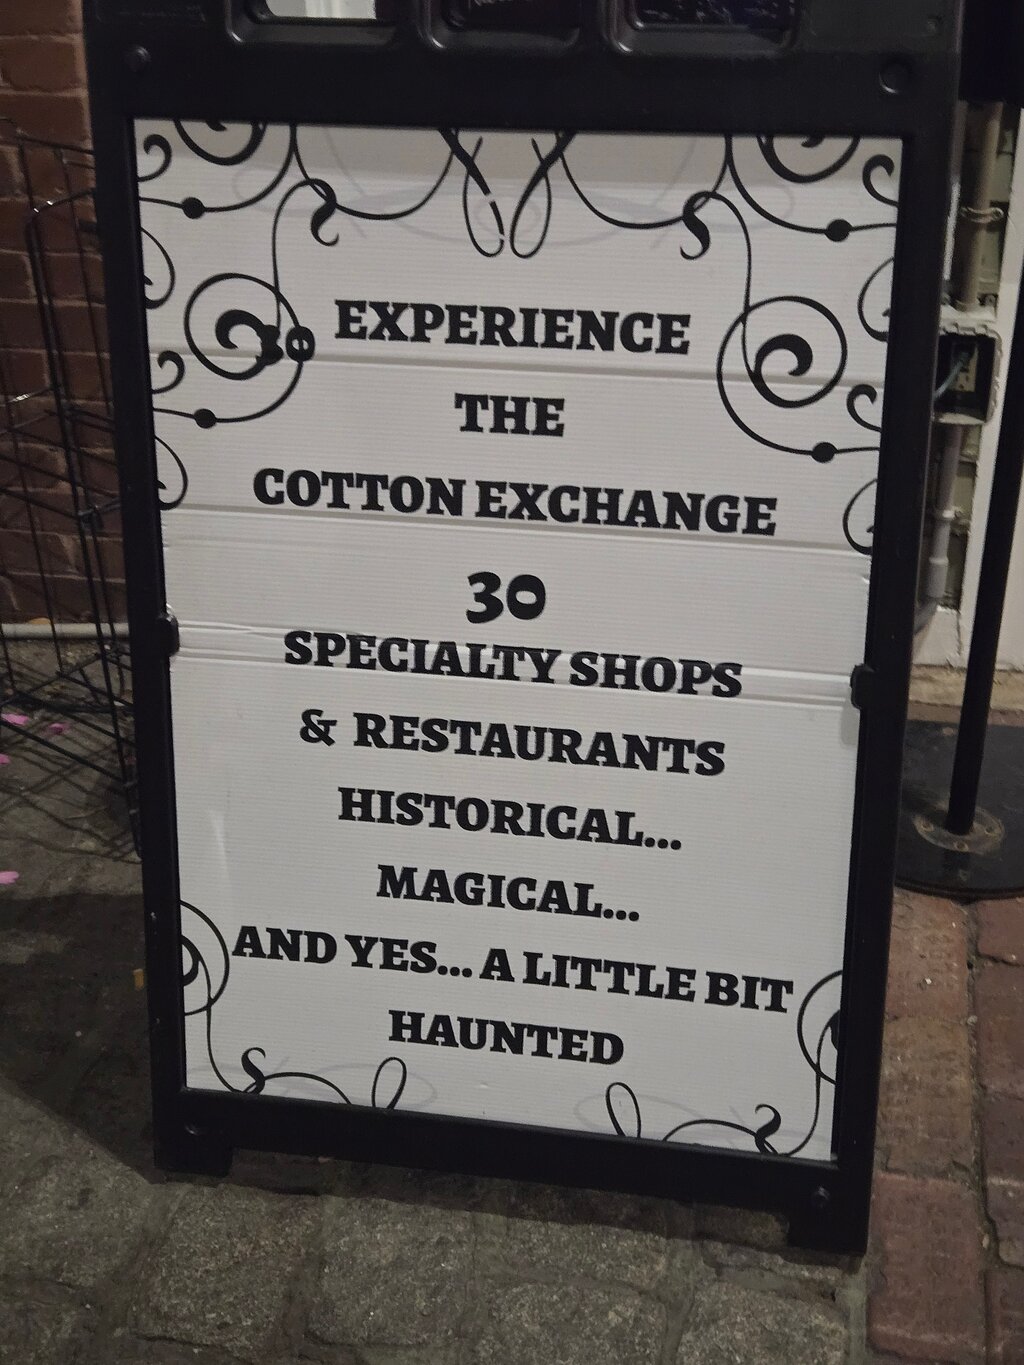 EXPERIENCE
THE
COTTON EXCHANGE
30
SPECIALTY SHOPS
& RESTAURANTS
HISTORICAL...
MAGICAL...
AND YES... A LITTLE BIT
HAUNTED